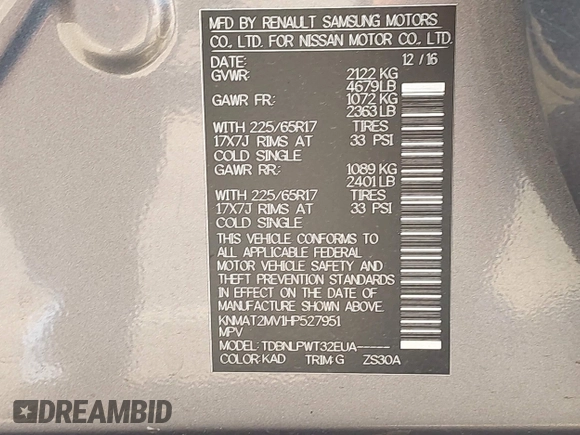 MFD BY RENAULT SAMSUNG MOTORS
CO., LTD. FOR NISSAN MOTOR CO., LTD.
DATE: 12 / 16
GVWR: 2122 KG
4679 LB
GAWR FR: 1072 KG
2363 LB
WITH 225/65R17 TIRES
17X7J RIMS AT 33 PSI
COLD SINGLE
GAWR RR: 1089 KG
2401 LB
WITH 225/65R17 TIRES
17X7J RIMS AT 33 PSI
COLD SINGLE
THIS VEHICLE CONFORMS TO
ALL APPLICABLE FEDERAL
MOTOR VEHICLE SAFETY AND
THEFT PREVENTION STANDARDS
IN EFFECT ON THE DATE OF
MANUFACTURE SHOWN ABOVE.
KNMAT2MV1HP527951
MPV
MODEL: TDBNLPWT32EUA-----
COLOR: KAD TRIM: G ZS30A
DREAMBID